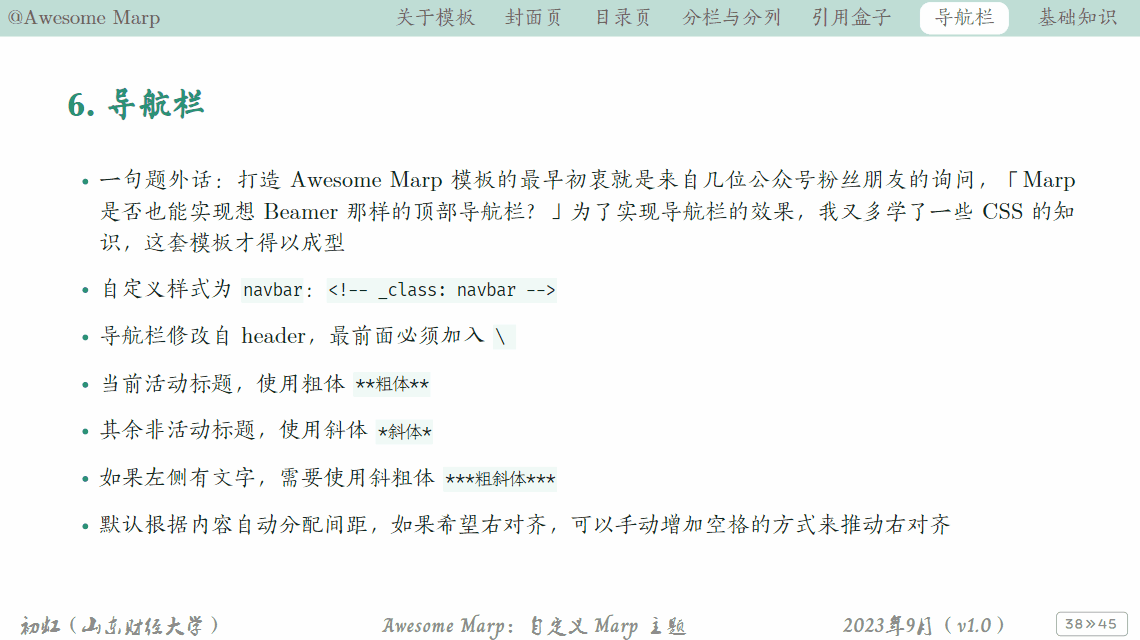 @Awesome Marp 关于模板 封面页 目录页 分栏与分列 引用盒子 导航栏 基础知识
6. 导航栏
• 一句题外话：打造 Awesome Marp 模板的最早初衷就是来自几位公众号粉丝朋友的询问，「Marp
是否也能实现想 Beamer 那样的顶部导航栏？」为了实现导航栏的效果，我又多学了一些 CSS 的知
识，这套模板才得以成型
• 自定义样式为 navbar：<!-- _class: navbar -->
• 导航栏修改自 header，最前面必须加入 \
• 当前活动标题，使用粗体 **粗体**
• 其余非活动标题，使用斜体 *斜体*
• 如果左侧有文字，需要使用斜粗体 ***粗斜体***
• 默认根据内容自动分配间距，如果希望右对齐，可以手动增加空格的方式来推动右对齐
初虹（山东财经大学） Awesome Marp：自定义 Marp 主题 2023年9月（v1.0） 38»45